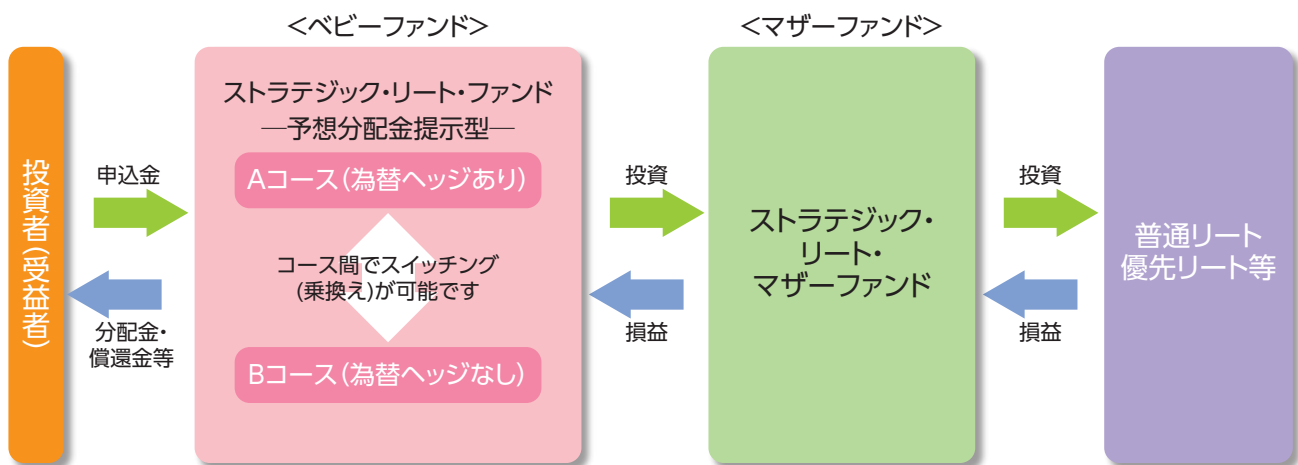 <ベビーファンド>
<マザーファンド>
投資者(受益者)
申込金
分配金・
償還金等
ストラテジック・リート・ファンド
―予想分配金提示型―
Aコース(為替ヘッジあり)
コース間でスイッチング
(乗換え)が可能です
Bコース(為替ヘッジなし)
投資
損益
ストラテジック・
リート・
マザーファンド
投資
損益
普通リート
優先リート等